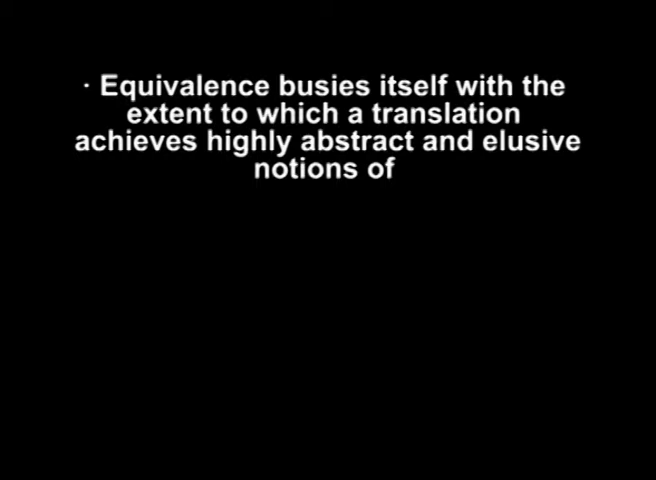 · Equivalence busies itself with the
extent to which a translation
achieves highly abstract and elusive
notions of